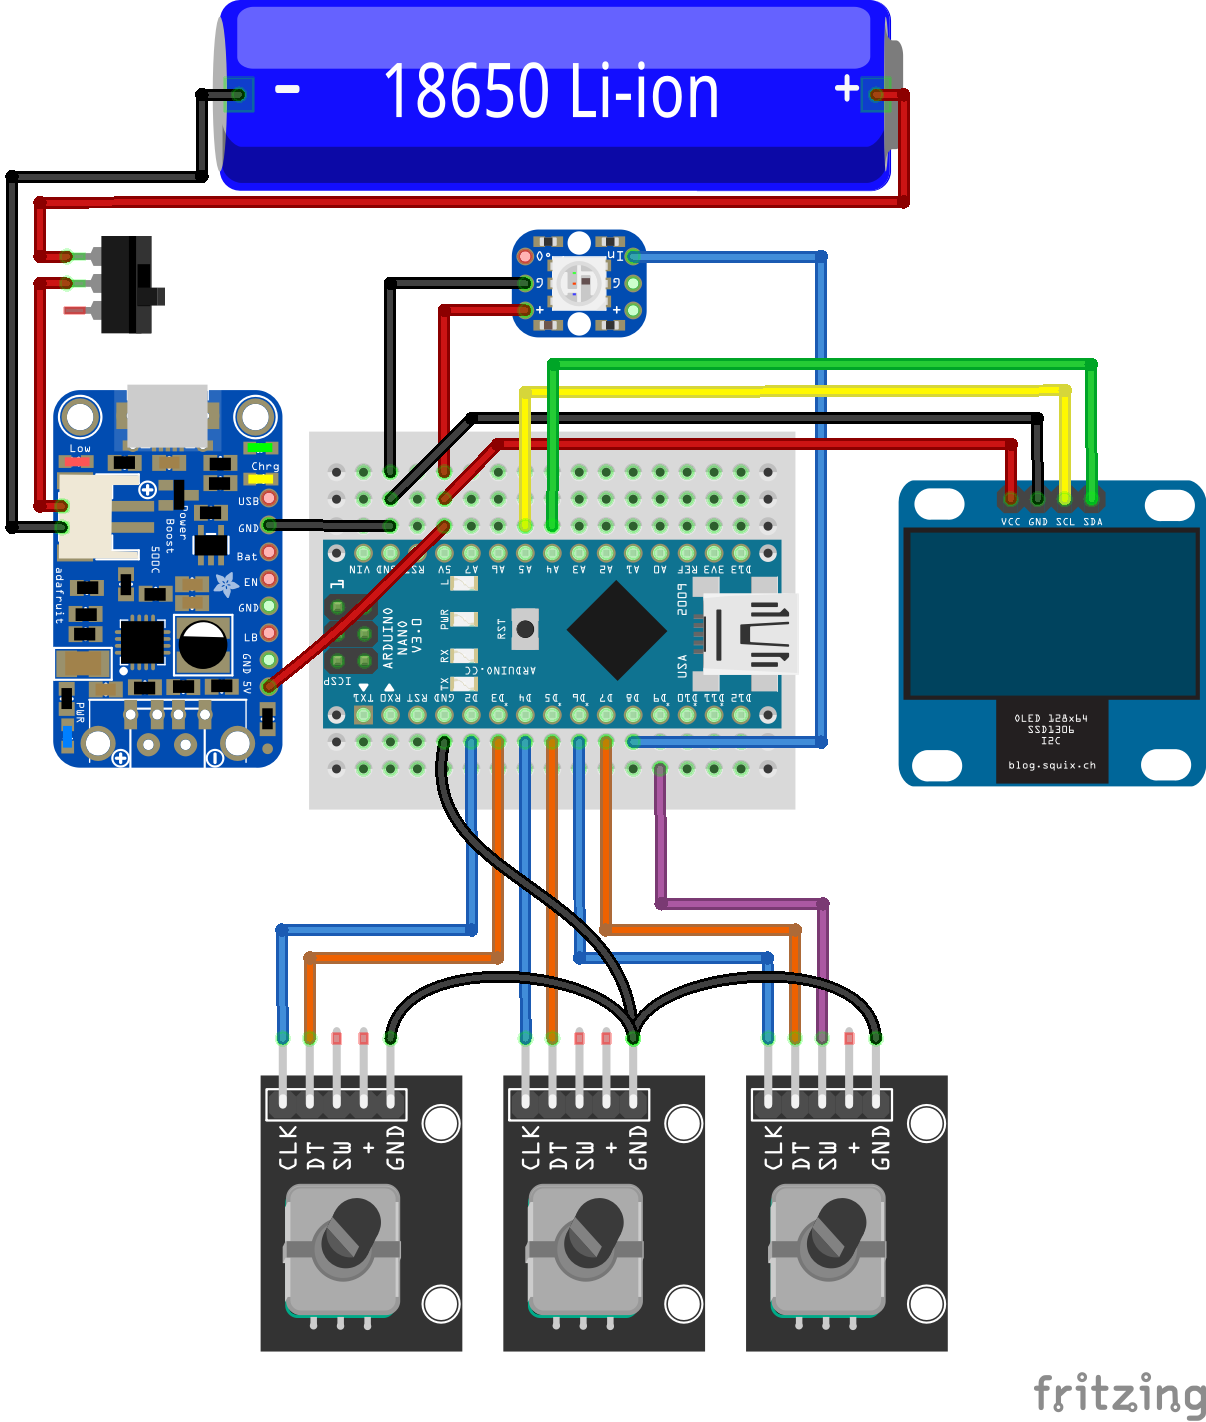 - 18650 Li-ion +
O In
G G
+ +
Low
Chrg
USB
GND
Bat
EN
GND
LB
GND
5V
Power
Boost
500C
adafruit
PWR
VIN GND RST 5V A7 A6 A5 A4 A3 A2 A1 A0 REF 3V3 D13
1
L
PWR
RX
TX
ARDUINO
NANO
V3.0
RST
ARDUINO.CC
2009
USA
ICSP
TX1 RX0 RST GND D2 D3 D4 D5 D6 D7 D8 D9 D10 D11 D12
VCC GND SCL SDA
OLED 128x64
SSD1306
I2C
blog.squix.ch
CLK DT SW + GND
CLK DT SW + GND
CLK DT SW + GND
fritzing